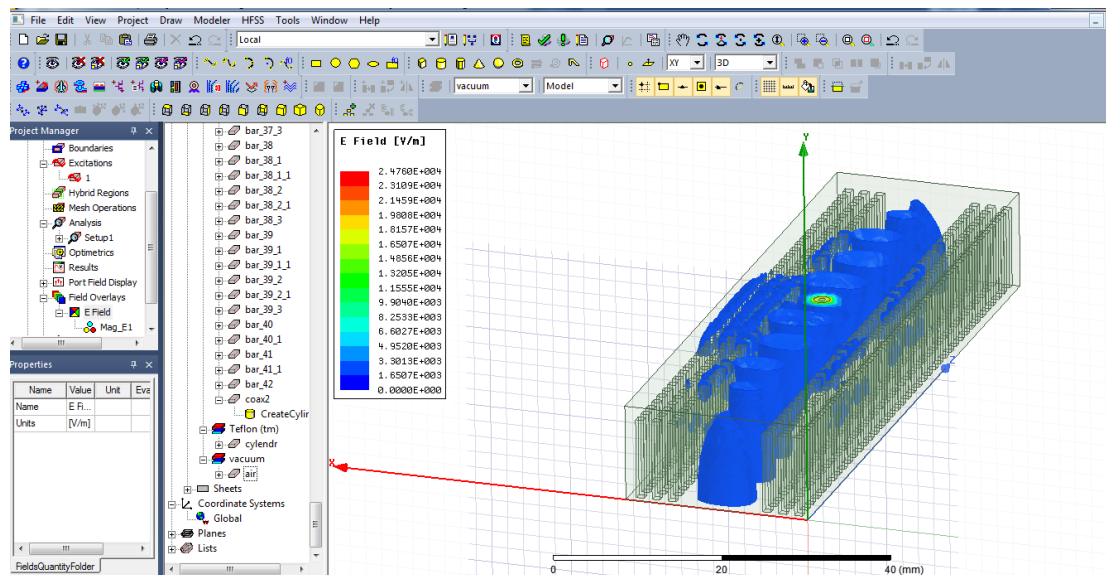 File Edit View Project Draw Modeler HFSS Tools Window Help
Local
XY
3D
vacuum
Model
Project Manager
Boundaries
Excitations
1
Hybrid Regions
Mesh Operations
Analysis
Setup1
Optimetrics
Results
Port Field Display
Field Overlays
E Field
Mag_E1
Properties
Name Value Unit Eva
Name E Fi...
Units [V/m]
FieldsQuantityFolder
bar_37_3
bar_38
bar_38_1
bar_38_1_1
bar_38_2
bar_38_2_1
bar_38_3
bar_39
bar_39_1
bar_39_1_1
bar_39_2
bar_39_2_1
bar_39_3
bar_40
bar_40_1
bar_41
bar_41_1
bar_42
coax2
CreateCylir
Teflon (tm)
cylendr
vacuum
air
Sheets
Coordinate Systems
Global
Planes
Lists
E Field [V/m]
2.4760E+004
2.3109E+004
2.1459E+004
1.9808E+004
1.8157E+004
1.6507E+004
1.4856E+004
1.3205E+004
1.1555E+004
9.9040E+003
8.2533E+003
6.6027E+003
4.9520E+003
3.3013E+003
1.6507E+003
0.0000E+000
Y
Z
X
0 20 40 (mm)